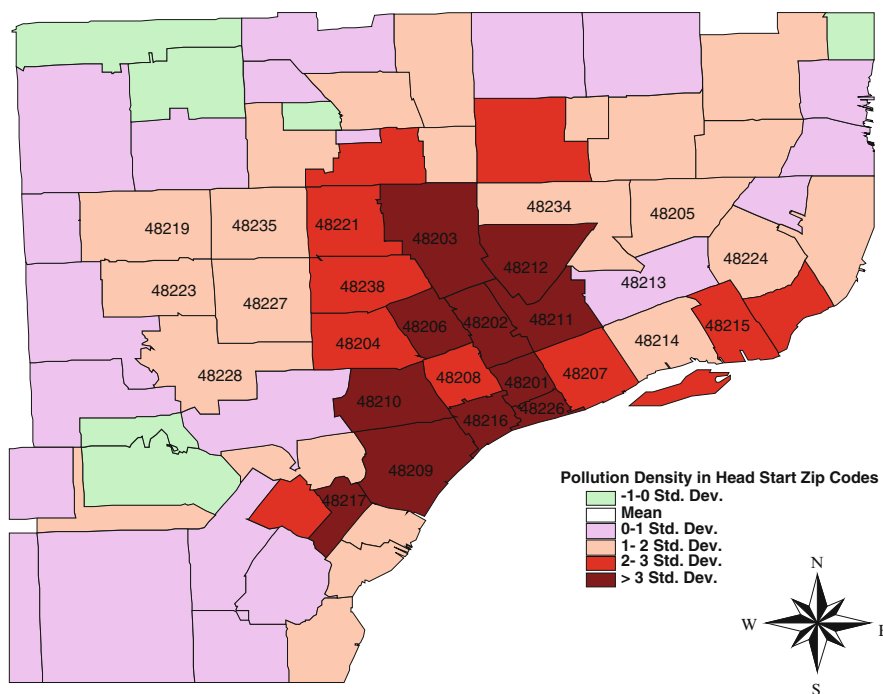 48234
48205
48219
48235
48221
48203
48224
48212
48213
48223
48238
48227
48206
48202
48211
48215
48204
48214
48228
48208
48201
48207
48210
48216
48226
48209
48217
Pollution Density in Head Start Zip Codes
-1-0 Std. Dev.
Mean
0-1 Std. Dev.
1- 2 Std. Dev.
2- 3 Std. Dev.
> 3 Std. Dev.
N
W
E
S